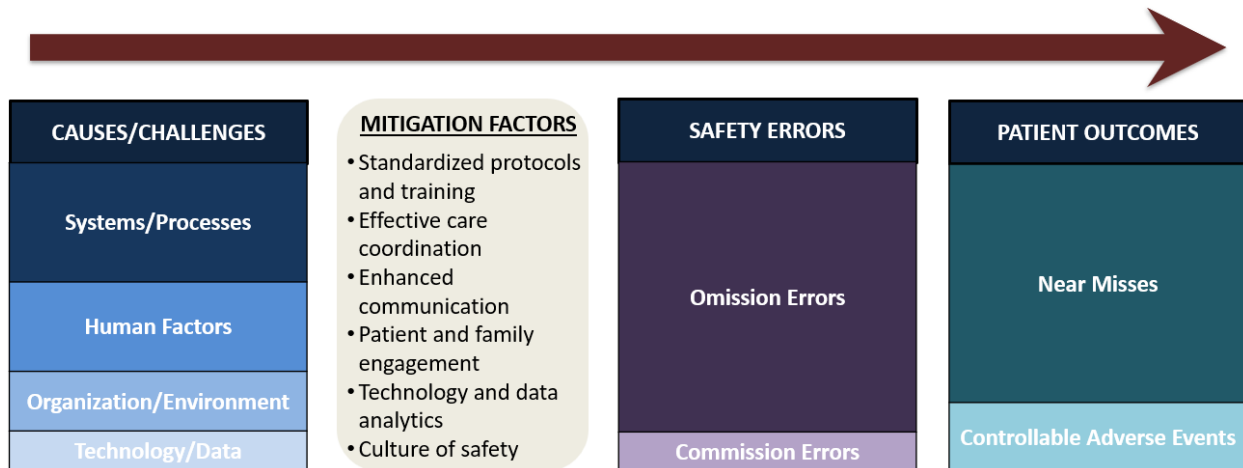 CAUSES/CHALLENGES
Systems/Processes
Human Factors
Organization/Environment
Technology/Data
MITIGATION FACTORS
• Standardized protocols
and training
• Effective care
coordination
• Enhanced
communication
• Patient and family
engagement
• Technology and data
analytics
• Culture of safety
SAFETY ERRORS
Omission Errors
Commission Errors
PATIENT OUTCOMES
Near Misses
Controllable Adverse Events